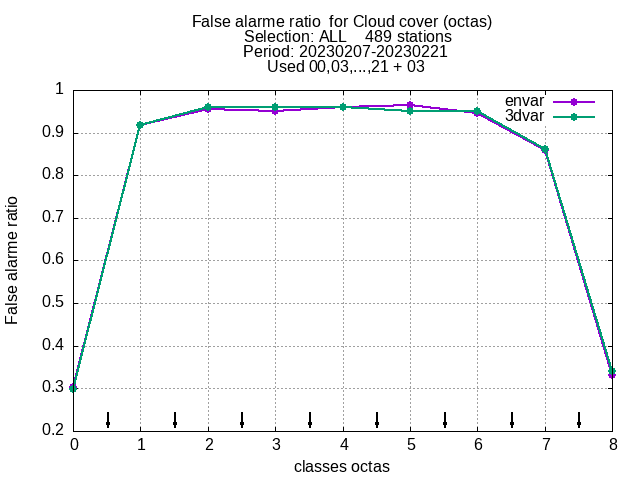 False alarme ratio  for Cloud cover (octas)
Selection: ALL    489 stations
Period: 20230207-20230221
Used 00,03,...,21 + 03
envar
3dvar
1
0.9
0.8
0.7
0.6
0.5
0.4
0.3
0.2
False alarme ratio
0 1 2 3 4 5 6 7 8
classes octas